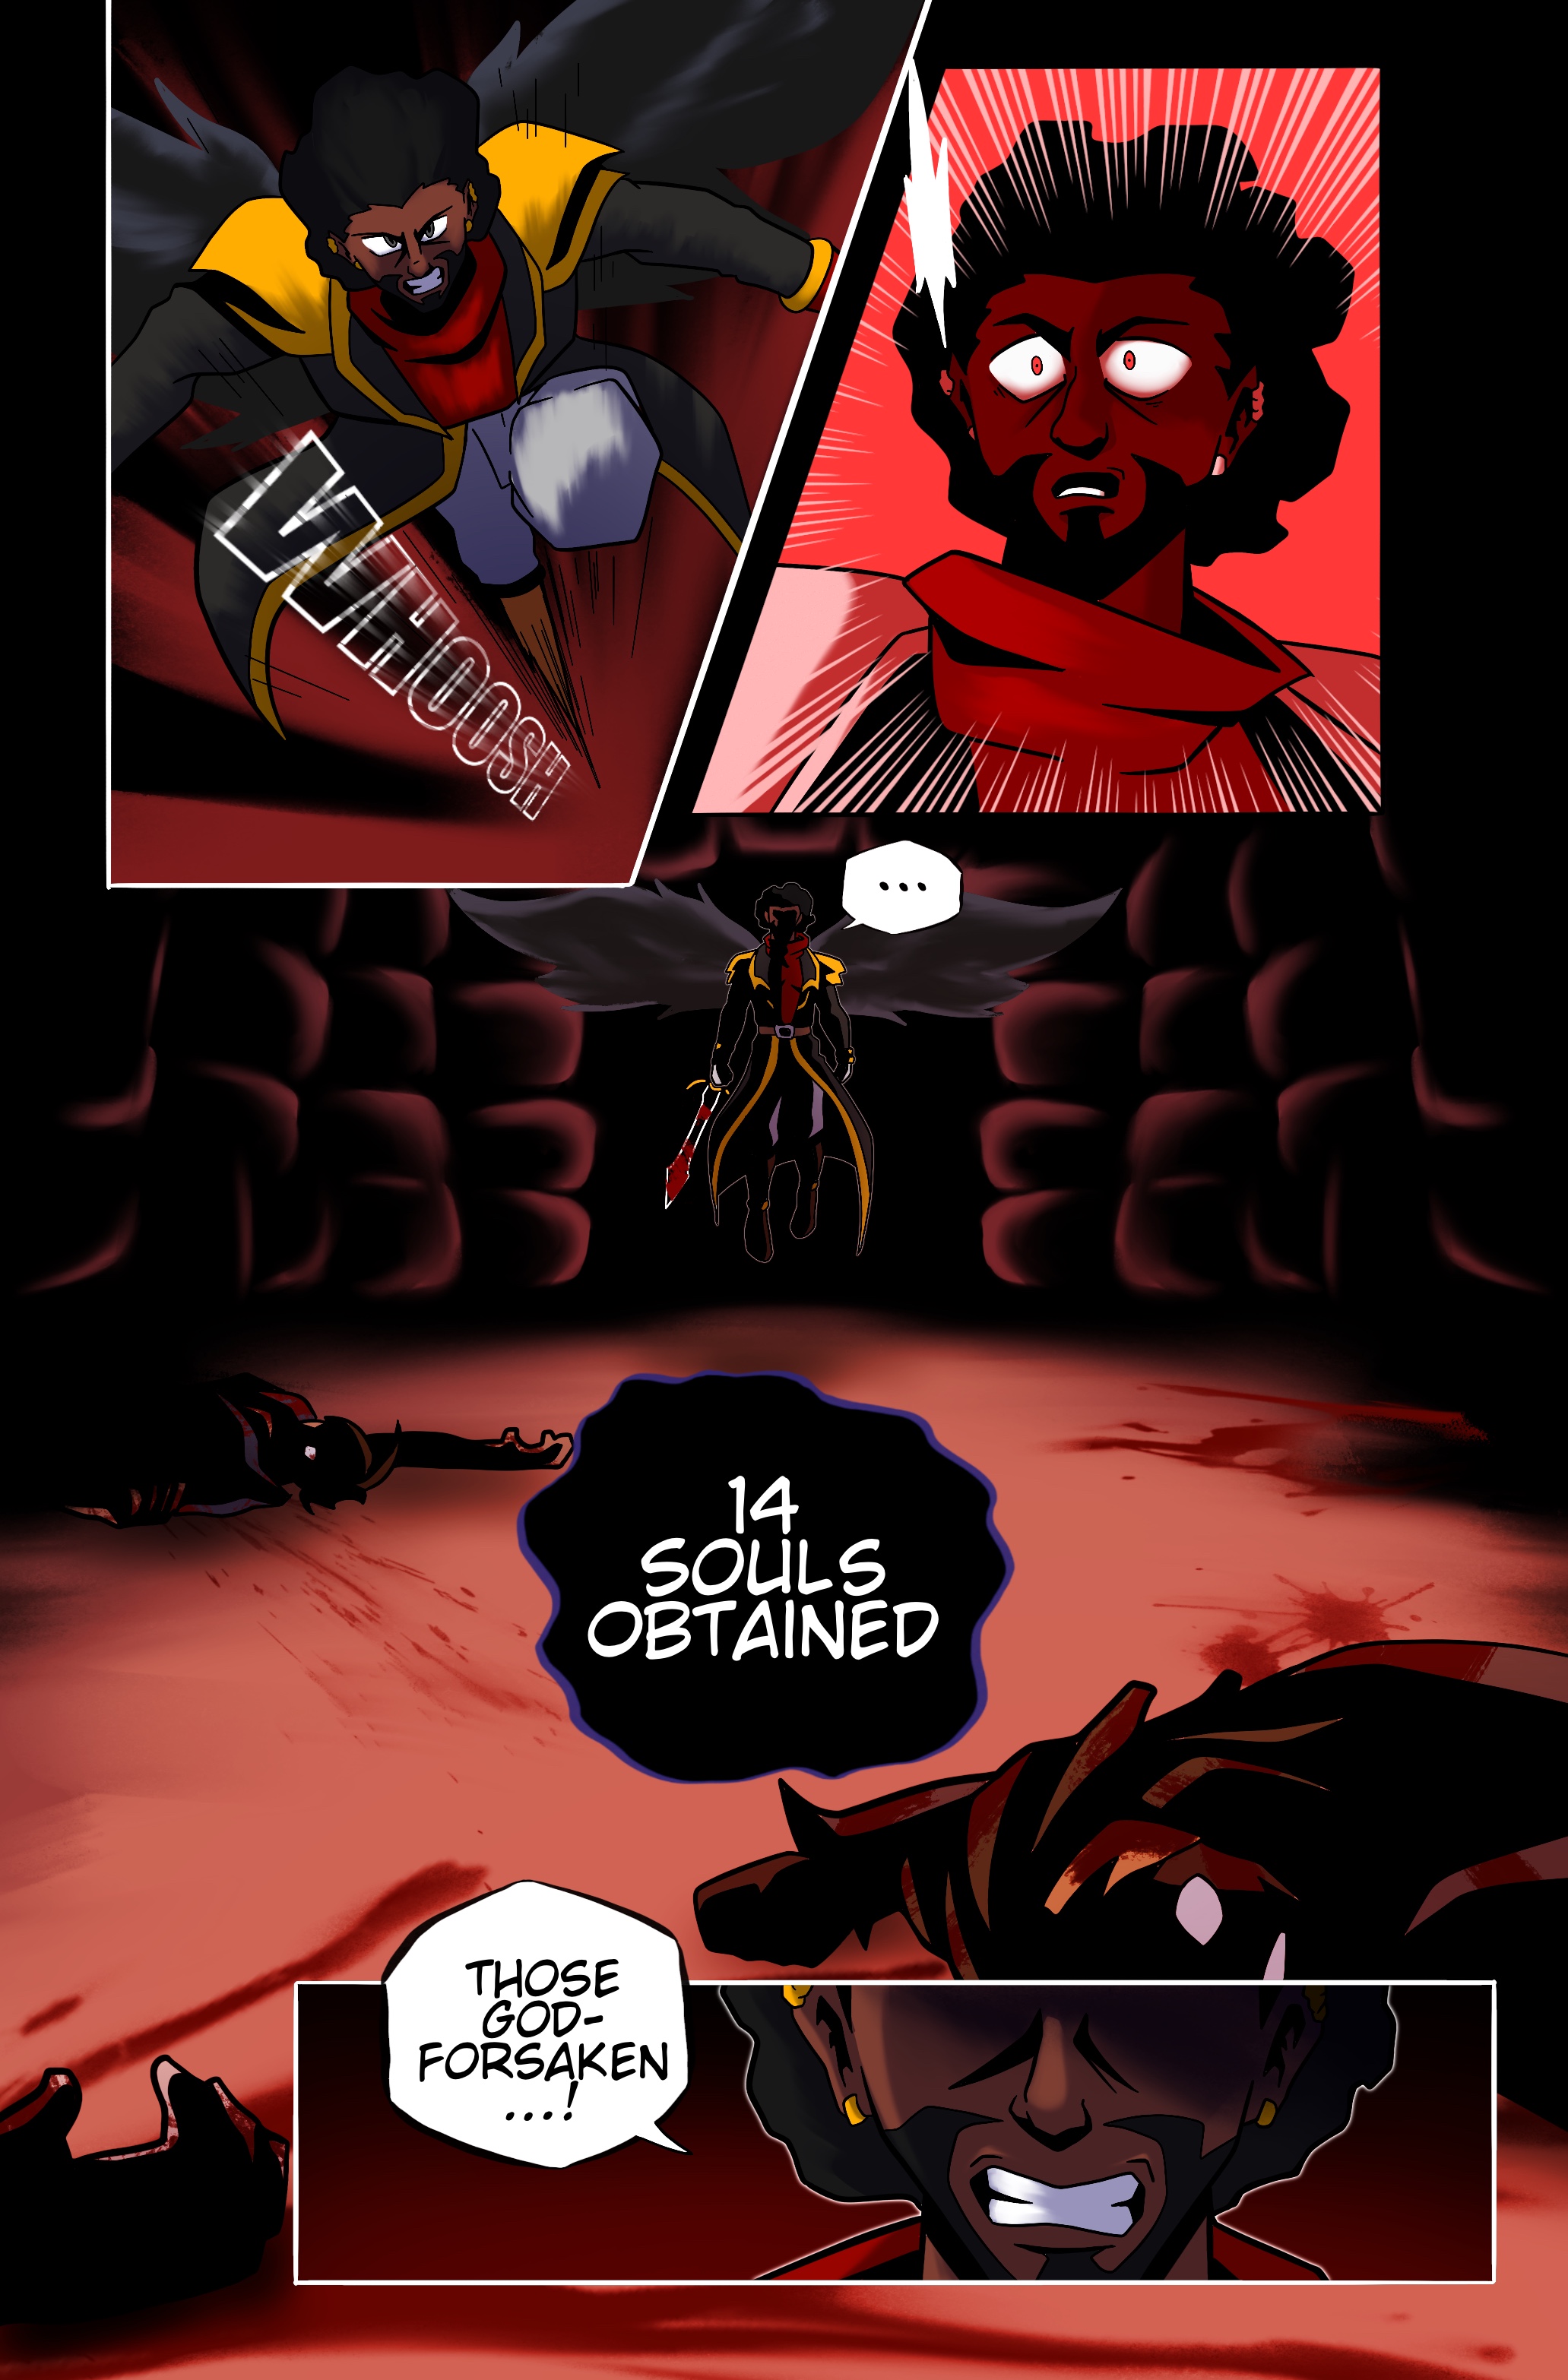 WHOOSH
...
14
SOULS
OBTAINED
THOSE
GOD-
FORSAKEN
....!